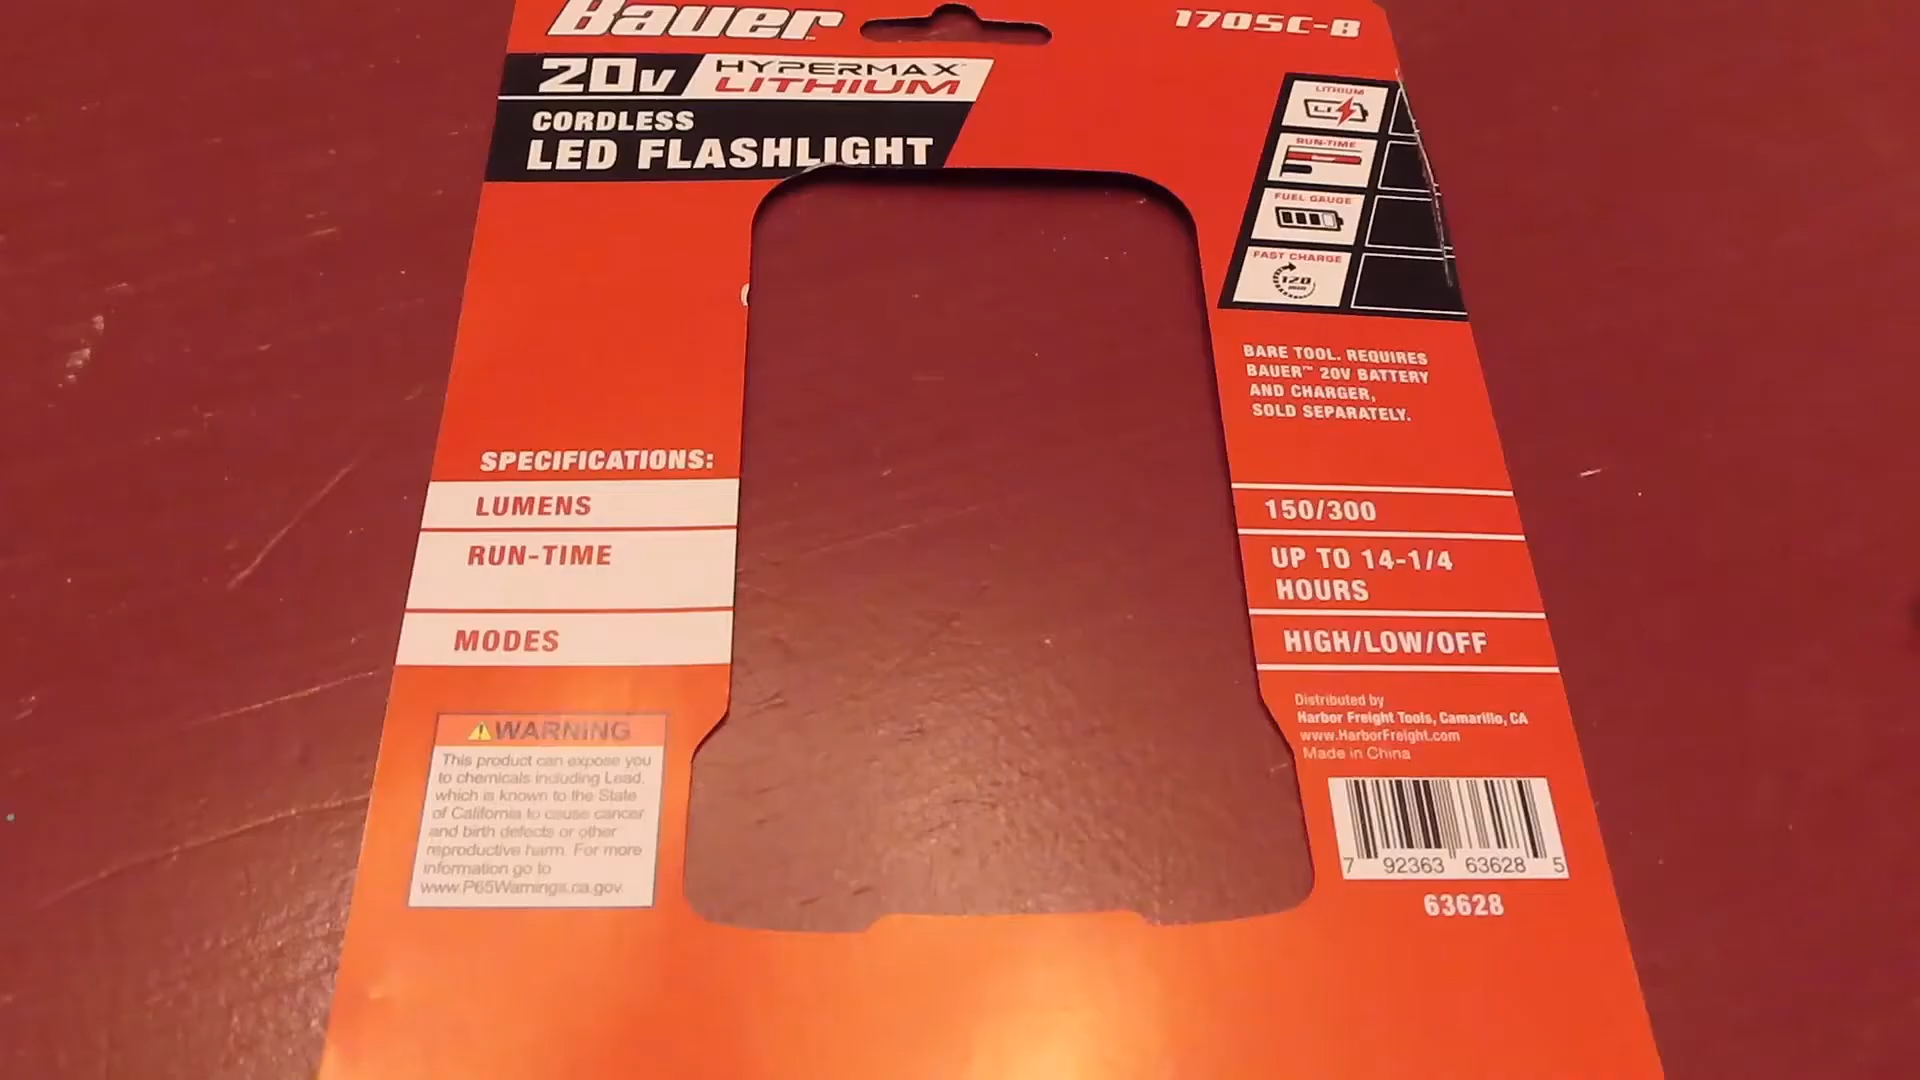 Bauer
1705C-B
20V HYPERMAX™
LITHIUM
CORDLESS
LED FLASHLIGHT
LITHIUM
LI
RUN-TIME
FUEL GAUGE
FAST CHARGE
120
min
BARE TOOL. REQUIRES
BAUER™ 20V BATTERY
AND CHARGER,
SOLD SEPARATELY.
SPECIFICATIONS:
LUMENS 150/300
RUN-TIME UP TO 14-1/4
HOURS
MODES HIGH/LOW/OFF
WARNING
This product can expose you
to chemicals including Lead,
which is known to the State
of California to cause cancer
and birth defects or other
reproductive harm. For more
information go to
www.P65Warnings.ca.gov
Distributed by
Harbor Freight Tools, Camarillo, CA
www.HarborFreight.com
Made in China
7 92363 63628 5
63628